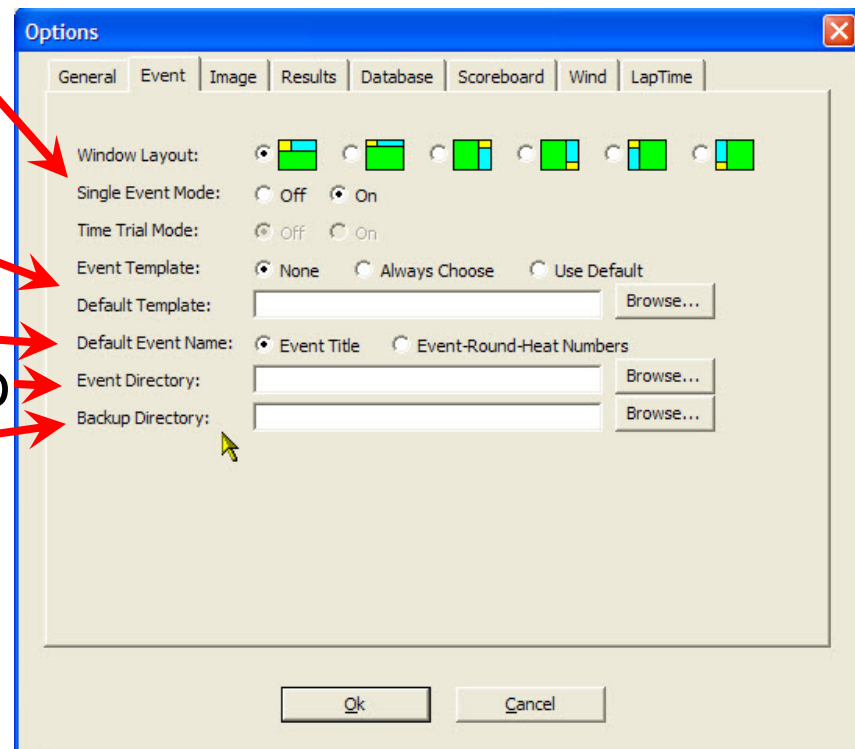 Options
General Event Image Results Database Scoreboard Wind LapTime
Window Layout:
Single Event Mode: Off On
Time Trial Mode: Off On
Event Template: None Always Choose Use Default
Default Template: Browse...
Default Event Name: Event Title Event-Round-Heat Numbers
Event Directory: Browse...
Backup Directory: Browse...
Ok Cancel